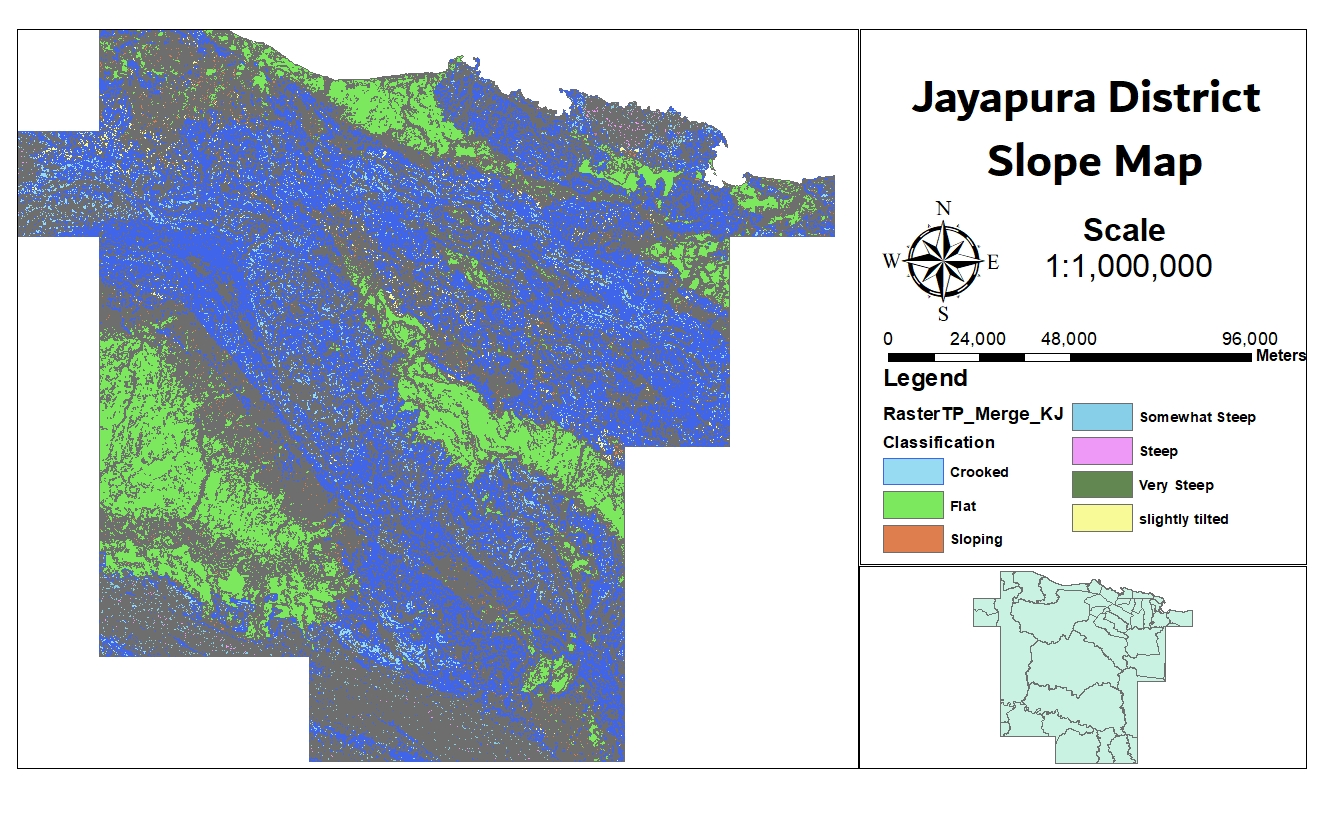 Jayapura District
Slope Map
N
W E
S
Scale
1:1,000,000
0 24,000 48,000 96,000
Meters
Legend
RasterTP_Merge_KJ
Classification
Crooked
Flat
Sloping
Somewhat Steep
Steep
Very Steep
slightly tilted